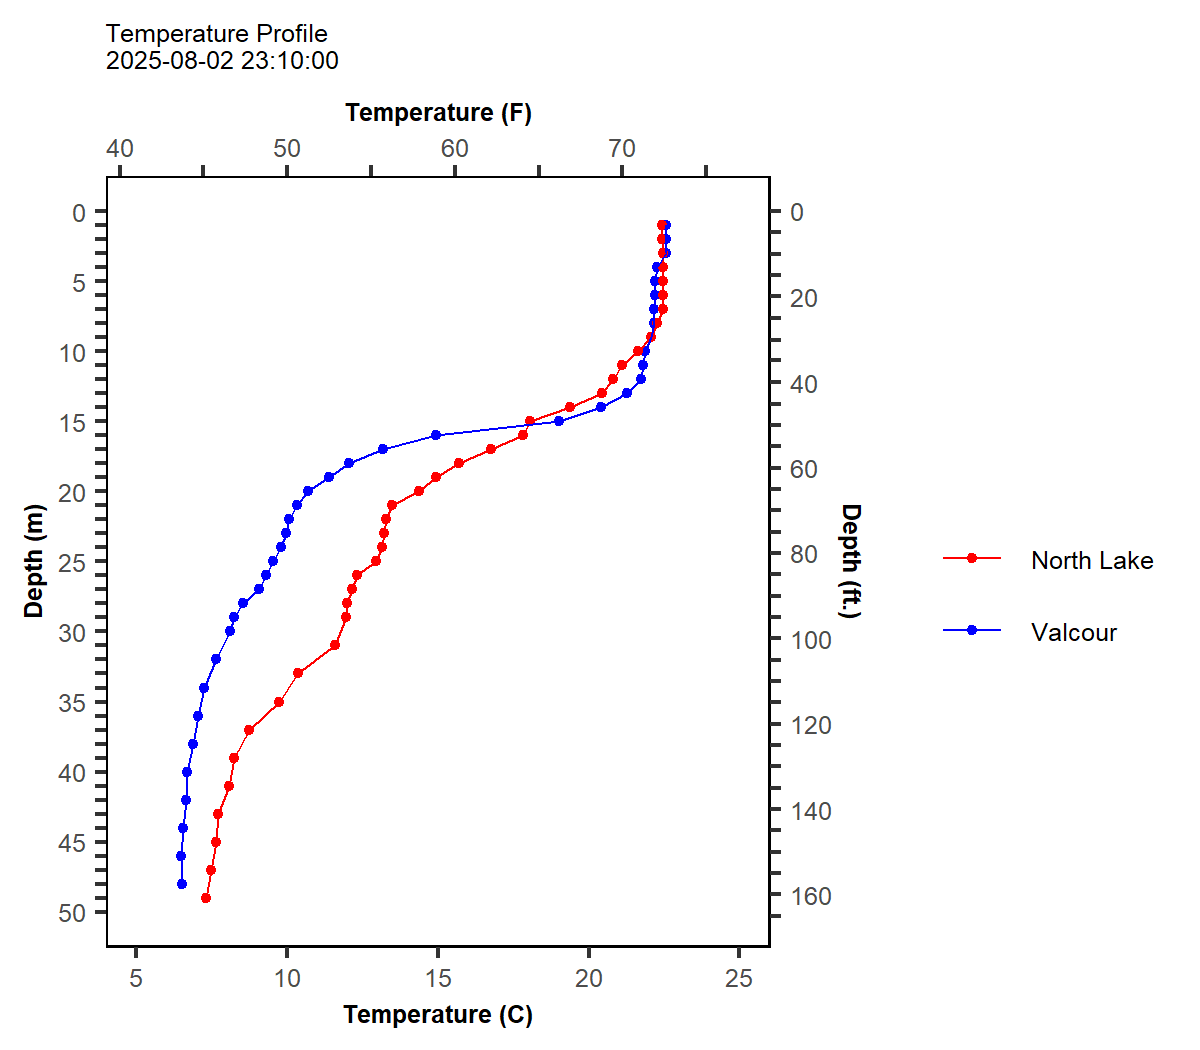 Temperature Profile
2025-08-02 23:10:00
Temperature (F)
40 50 60 70
0
5
10
15
20
25
30
35
40
45
50
Depth (m)
0
20
40
60
80
100
120
140
160
Depth (ft.)
North Lake
Valcour
5 10 15 20 25
Temperature (C)